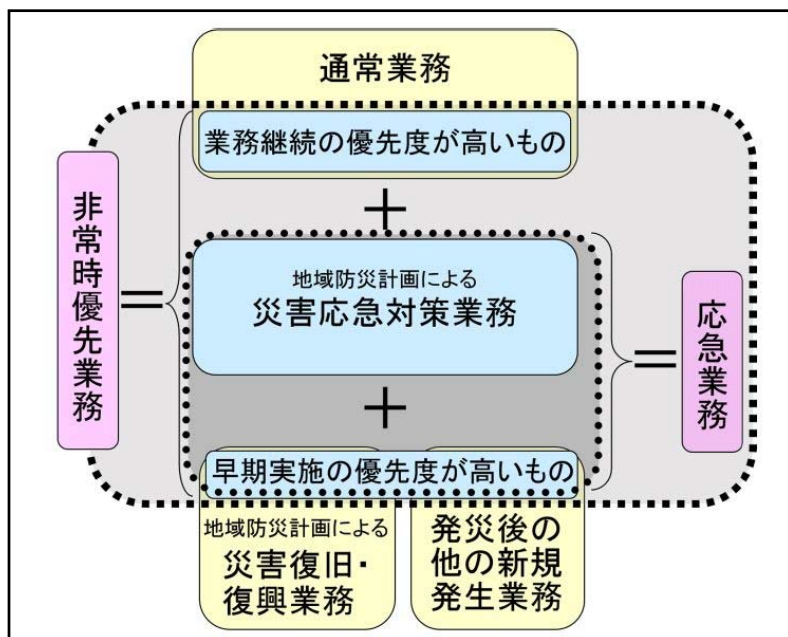 通常業務
業務継続の優先度が高いもの
＋
非常時優先業務
＝
地域防災計画による
災害応急対策業務
＝
応急業務
＋
早期実施の優先度が高いもの
地域防災計画による
災害復旧・
復興業務
発災後の
他の新規
発生業務